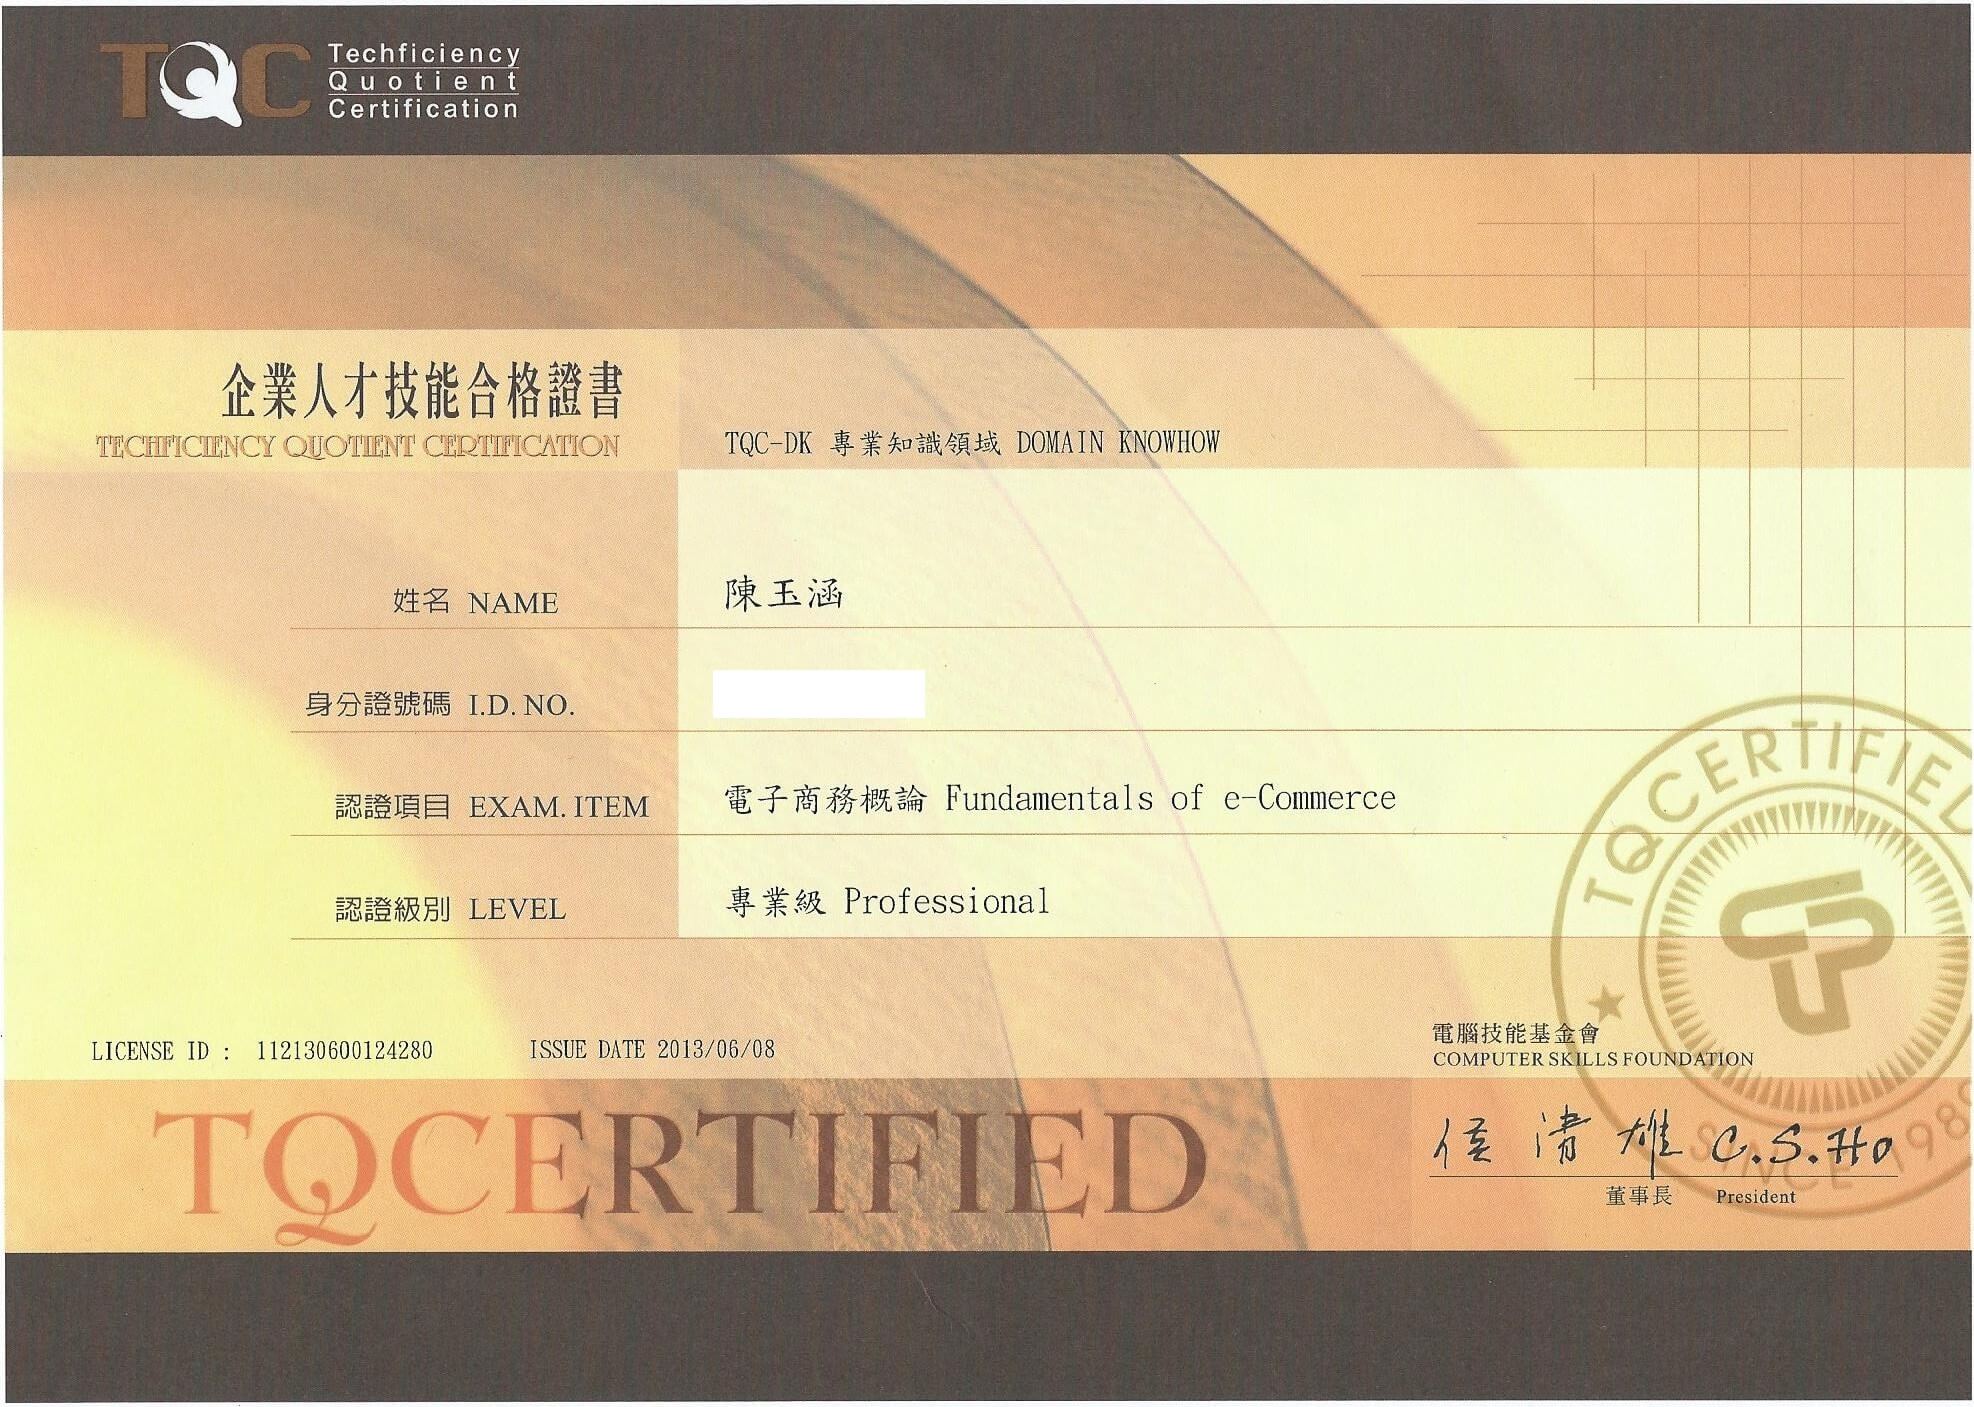 TQC
Techficiency
Quotient
Certification
企業人才技能合格證書
TECHFICIENCY QUOTIENT CERTIFICATION
TQC-DK 專業知識領域 DOMAIN KNOWHOW
姓名 NAME 陳玉涵
身分證號碼 I.D. NO.
認證項目 EXAM. ITEM 電子商務概論 Fundamentals of e-Commerce
認證級別 LEVEL 專業級 Professional
LICENSE ID : 112130600124280 ISSUE DATE 2013/06/08
電腦技能基金會
COMPUTER SKILLS FOUNDATION
TQCERTIFIED
侯清雄 C.S.Ho
董事長 President
TQCERTIFIED
SINCE 1989